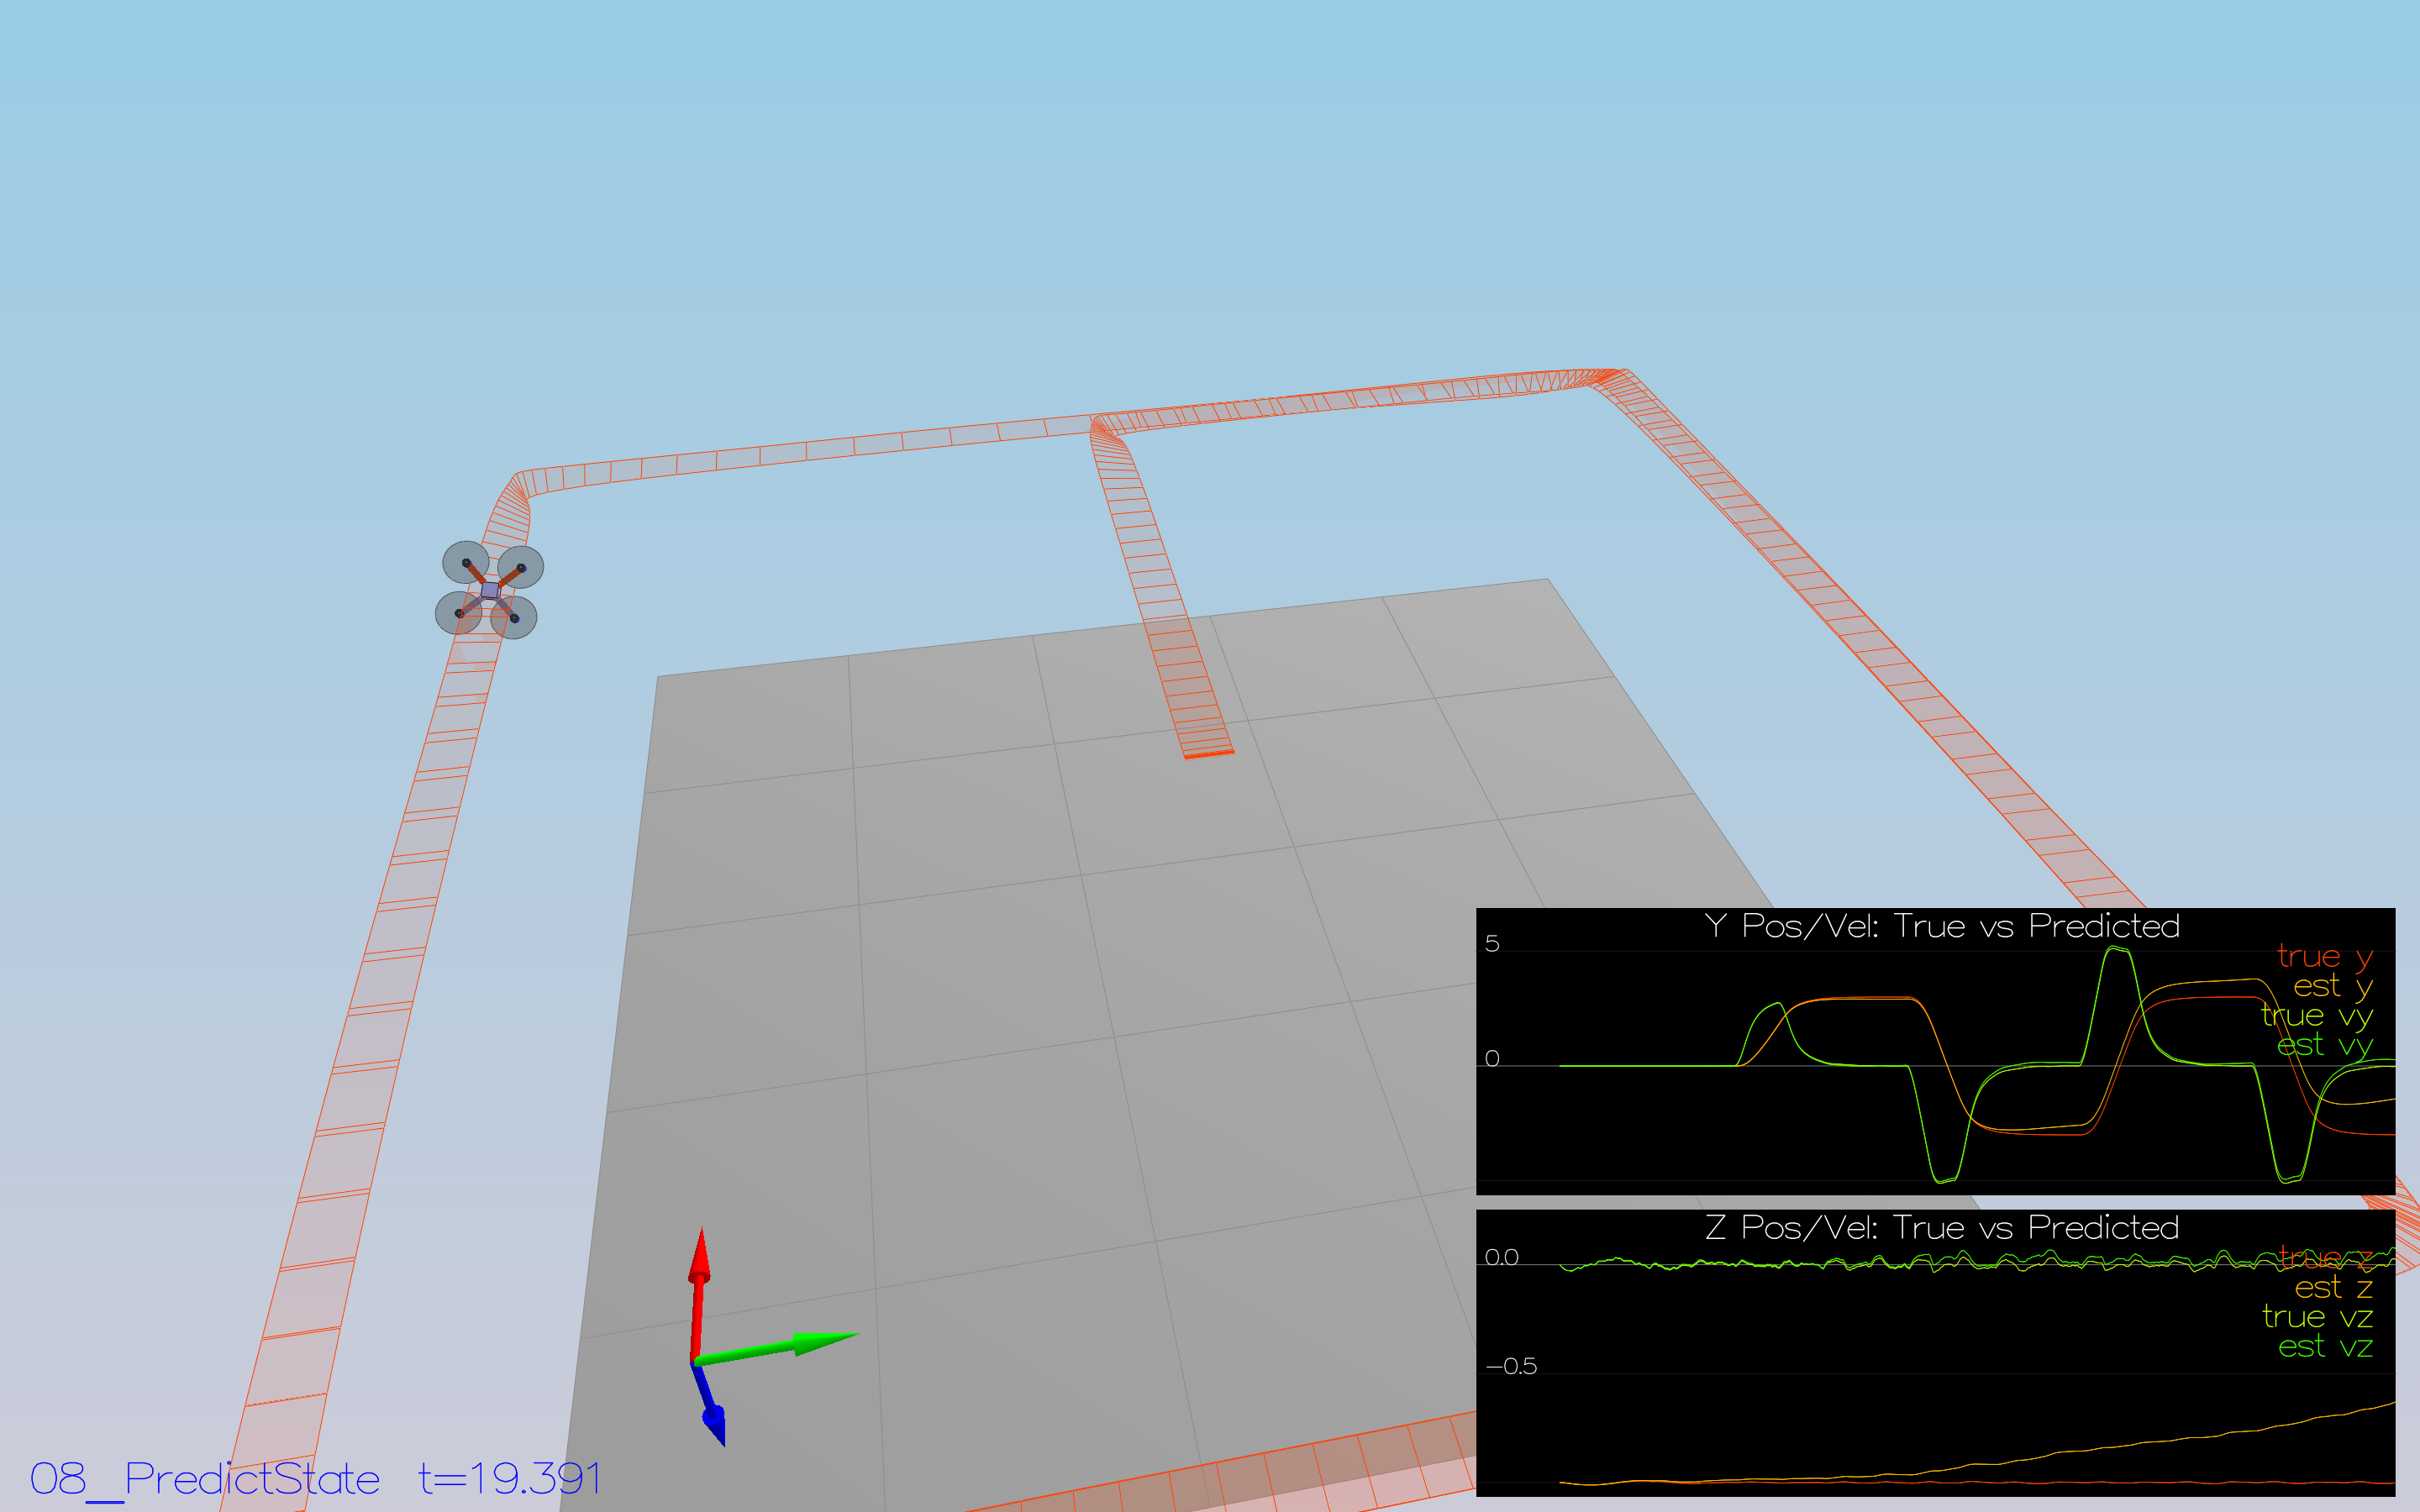 Y Pos/Vel: True vs Predicted
5
true y
est y
true vy
0
est vy
Z Pos/Vel: True vs Predicted
0.0
true z
est z
true vz
est vz
-0.5
08_PredictState t=19.391